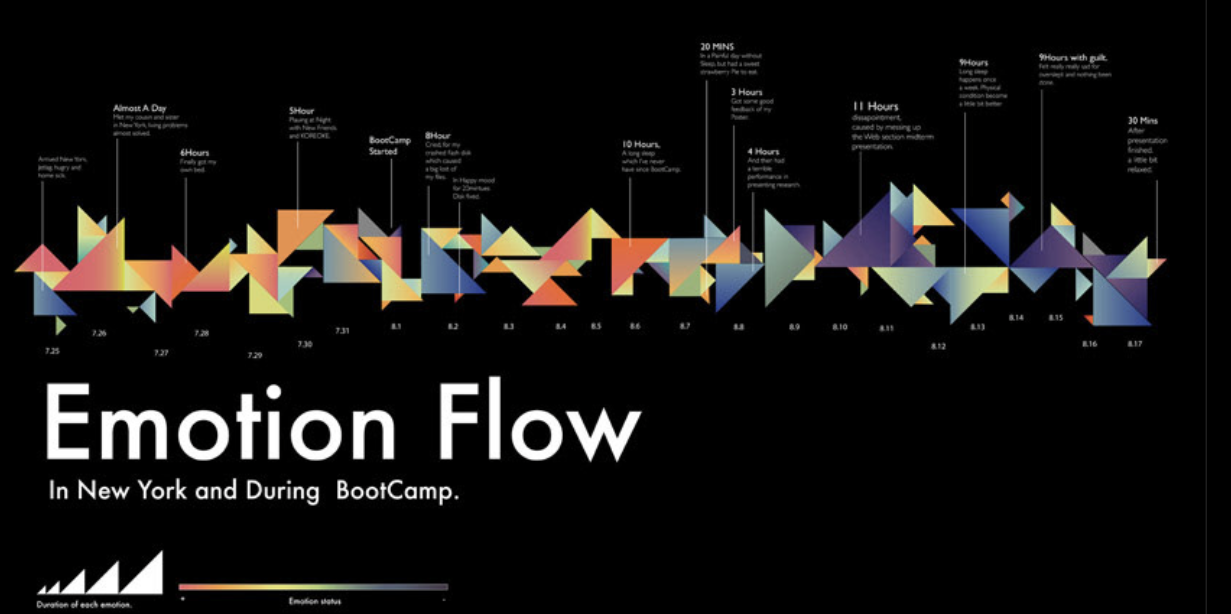 Arrived New York,
jetlag, hugry and
home sick.
Almost A Day
Met my cousin and sister
in New York, living problems
almost solved.
6Hours
Finally got my
own bed.
5Hour
Playing at Night
with New Friends
and KOREOKE.
BootCamp
Started
8Hour
Cried, for my
crashed flash disk
which caused
a big lost of
my files.
In Happy mood
for 25mintues
Disk fixed.
10 Hours,
A long sleep
which I've never
have since BootCamp.
20 MINS
In a Painful day without
Sleep, but had a sweet
strawberry Pie to eat.
3 Hours
Got some good
feedback of my
Poster.
4 Hours
And then had
a terrible
performance in
presenting research.
11 Hours
dissapointment,
caused by messing up
the Web section midterm
presentation.
9Hours
Long sleep
happens once
a week. Physical
condition become
a little bit better
9Hours with guilt,
Felt really really sad for
overslept and nothing been
done.
30 Mins
After
presentation
finished,
a little bit
relaxed.
7.25
7.26
7.27
7.28
7.29
7.30
7.31
8.1
8.2
8.3
8.4
8.5
8.6
8.7
8.8
8.9
8.10
8.11
8.12
8.13
8.14
8.15
8.16
8.17
Emotion Flow
In New York and During BootCamp.
Duration of each emotion.
+
Emotion status
-